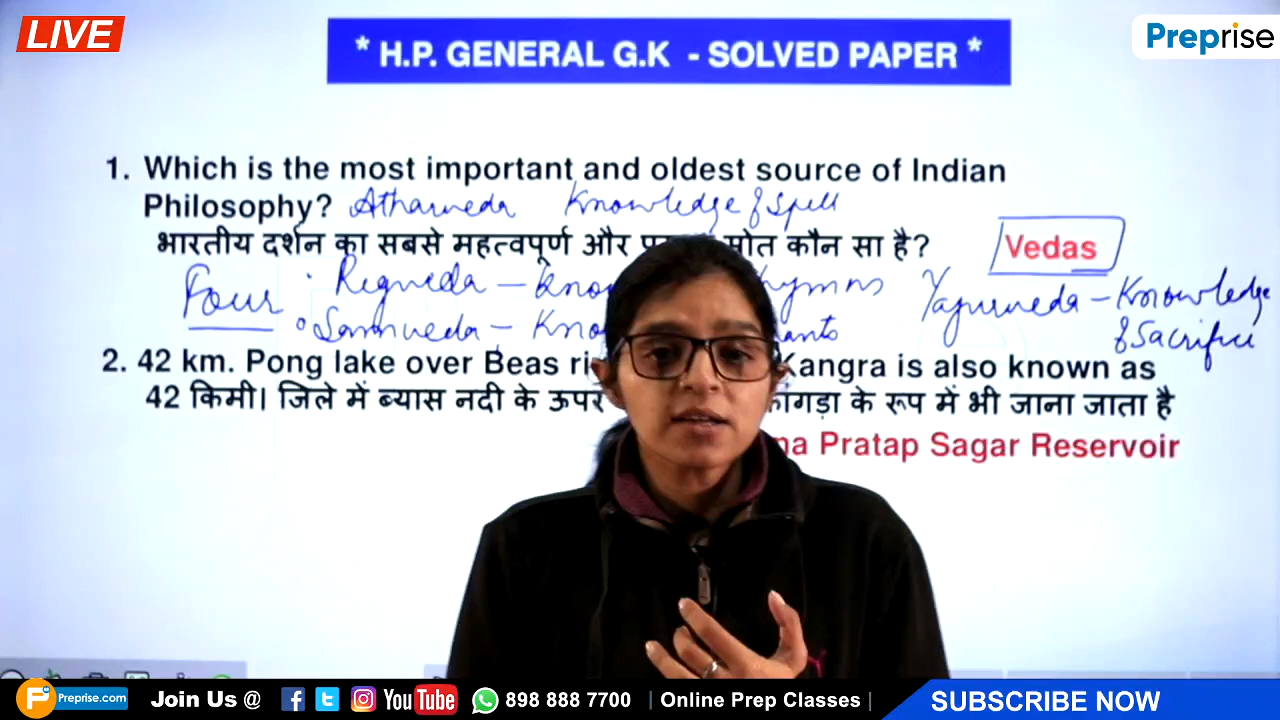 LIVE
* H.P. GENERAL G.K - SOLVED PAPER *
Preprise
1. Which is the most important and oldest source of Indian
Philosophy? Atharveda Knowledge of Spell
भारतीय दर्शन का सबसे महत्वपूर्ण और स्रोत कौन सा है? Vedas
Four Rigveda - hymns Yajurveda - Knowledge
Samveda - of Sacrifice
2. 42 km. Pong lake over Beas Kangra is also known as
42 किमी। जिले में ब्यास नदी के ऊपर के रूप में भी जाना जाता है
Pratap Sagar Reservoir
Preprise.com Join Us @ YouTube 898 888 7700 | Online Prep Classes | SUBSCRIBE NOW